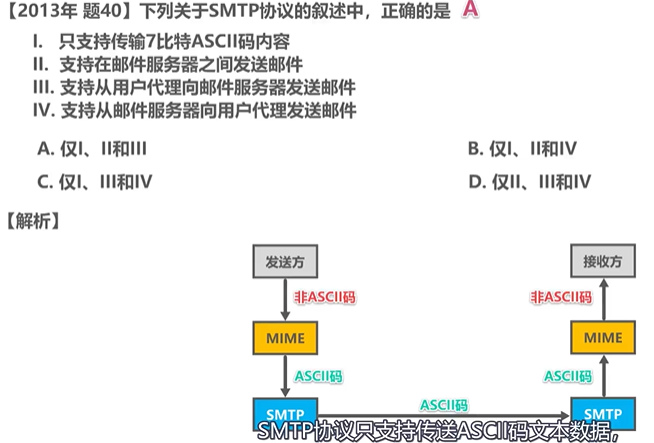 【2013年 题40】下列关于SMTP协议的叙述中，正确的是 A
I. 只支持传输7比特ASCII码内容
II. 支持在邮件服务器之间发送邮件
III. 支持从用户代理向邮件服务器发送邮件
IV. 支持从邮件服务器向用户代理发送邮件
A. 仅I、II和III
B. 仅I、II和IV
C. 仅I、III和IV
D. 仅II、III和IV
【解析】
发送方
接收方
非ASCII码
非ASCII码
MIME
MIME
ASCII码
ASCII码
ASCII码
SMTP
SMTP
SMTP协议只支持传送ASCII码文本数据，